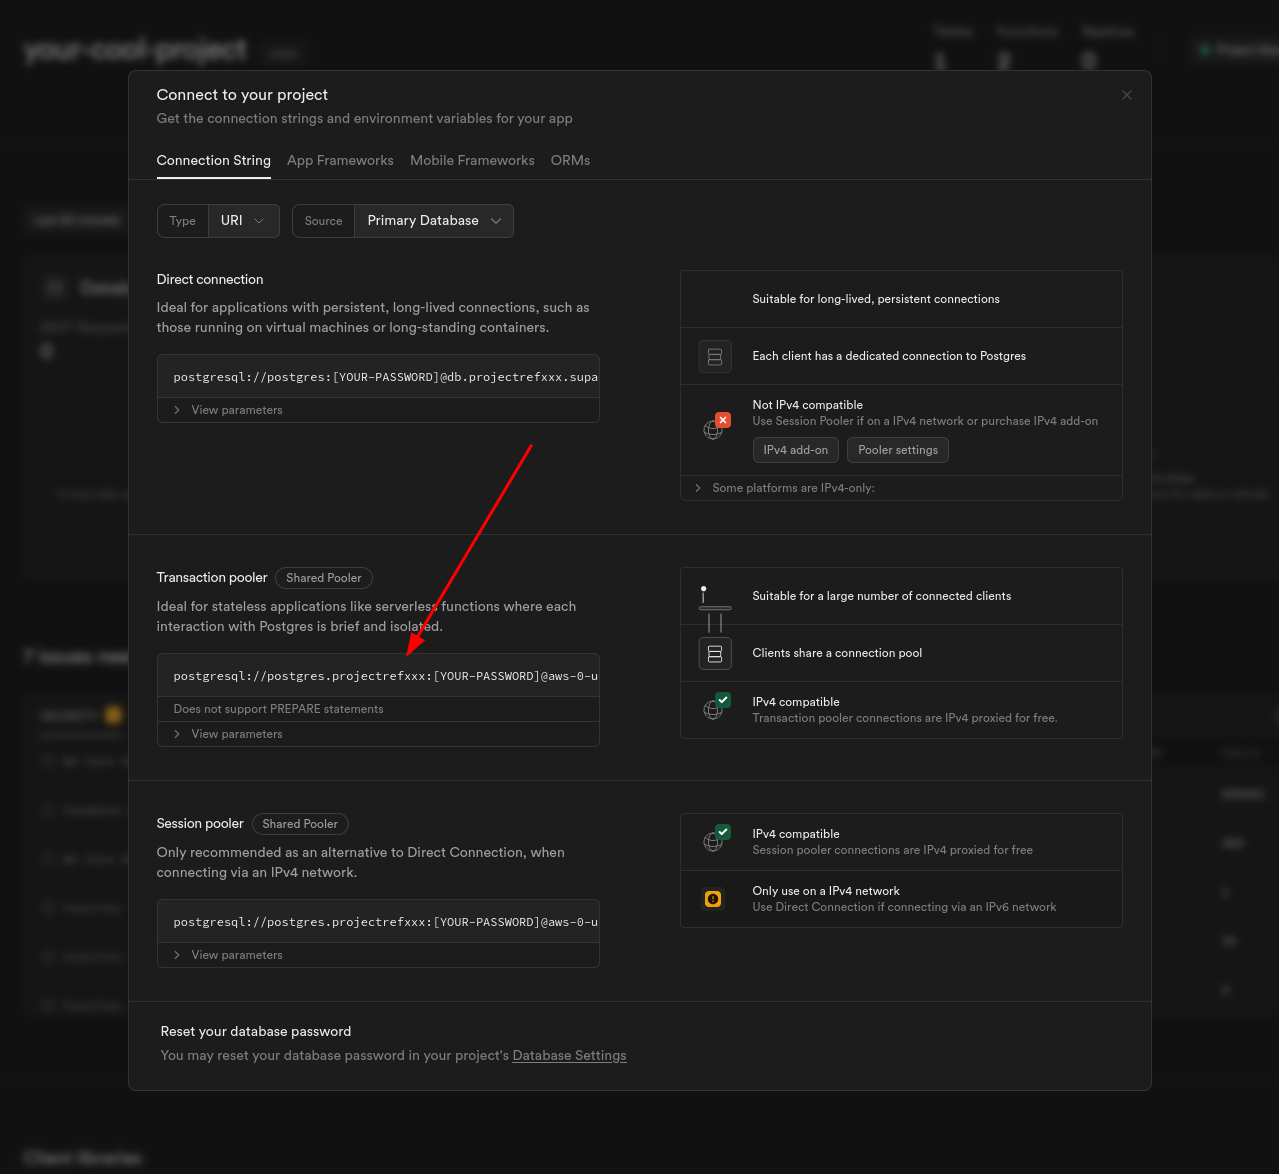 your-cool-project
Tables
Functions
Replicas
1
2
0
Connect to your project
Get the connection strings and environment variables for your app
Connection String
App Frameworks
Mobile Frameworks
ORMs
Type
URI
Source
Primary Database
Direct connection
Ideal for applications with persistent, long-lived connections, such as
those running on virtual machines or long-standing containers.
postgresql://postgres:[YOUR-PASSWORD]@db.projectrefxxx.supa
View parameters
Suitable for long-lived, persistent connections
Each client has a dedicated connection to Postgres
Not IPv4 compatible
Use Session Pooler if on a IPv4 network or purchase IPv4 add-on
IPv4 add-on
Pooler settings
Some platforms are IPv4-only:
Transaction pooler
Shared Pooler
Ideal for stateless applications like serverless functions where each
interaction with Postgres is brief and isolated.
postgresql://postgres.projectrefxxx:[YOUR-PASSWORD]@aws-0-u
Does not support PREPARE statements
View parameters
Suitable for a large number of connected clients
Clients share a connection pool
IPv4 compatible
Transaction pooler connections are IPv4 proxied for free.
Session pooler
Shared Pooler
Only recommended as an alternative to Direct Connection, when
connecting via an IPv4 network.
postgresql://postgres.projectrefxxx:[YOUR-PASSWORD]@aws-0-u
View parameters
IPv4 compatible
Session pooler connections are IPv4 proxied for free
Only use on a IPv4 network
Use Direct Connection if connecting via an IPv6 network
Reset your database password
You may reset your database password in your project's Database Settings
Client libraries